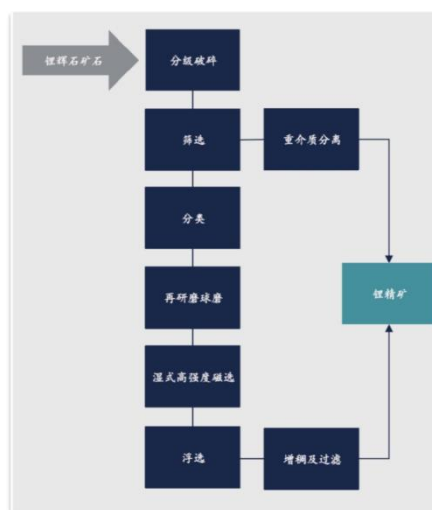 锂辉石矿石
分级破碎
筛选
重介质分离
分类
锂精矿
再研磨球磨
湿式高强度磁选
浮选
增稠及过滤